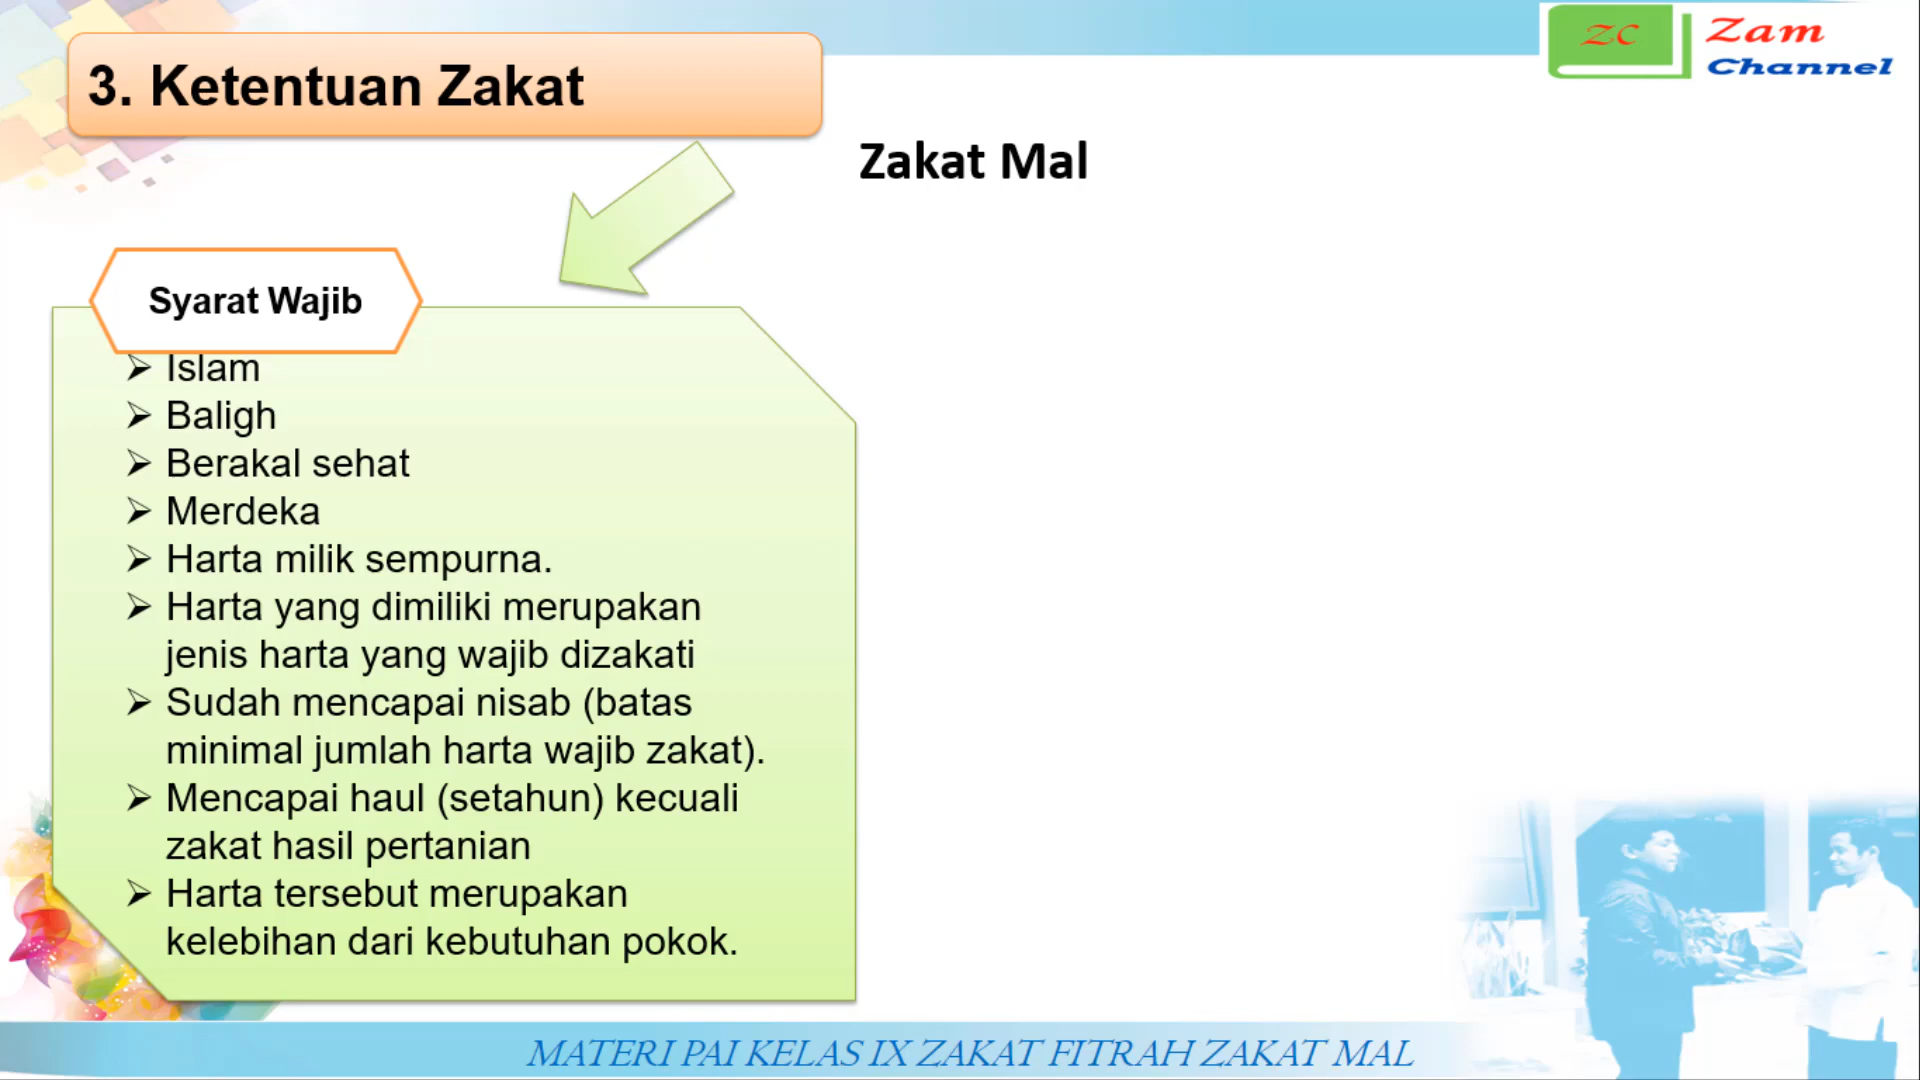 3. Ketentuan Zakat
ZC
Zam
Channel
Zakat Mal
Syarat Wajib
➢ Islam
➢ Baligh
➢ Berakal sehat
➢ Merdeka
➢ Harta milik sempurna.
➢ Harta yang dimiliki merupakan
jenis harta yang wajib dizakati
➢ Sudah mencapai nisab (batas
minimal jumlah harta wajib zakat).
➢ Mencapai haul (setahun) kecuali
zakat hasil pertanian
➢ Harta tersebut merupakan
kelebihan dari kebutuhan pokok.
MATERI PAI KELAS IX ZAKAT FITRAH ZAKAT MAL